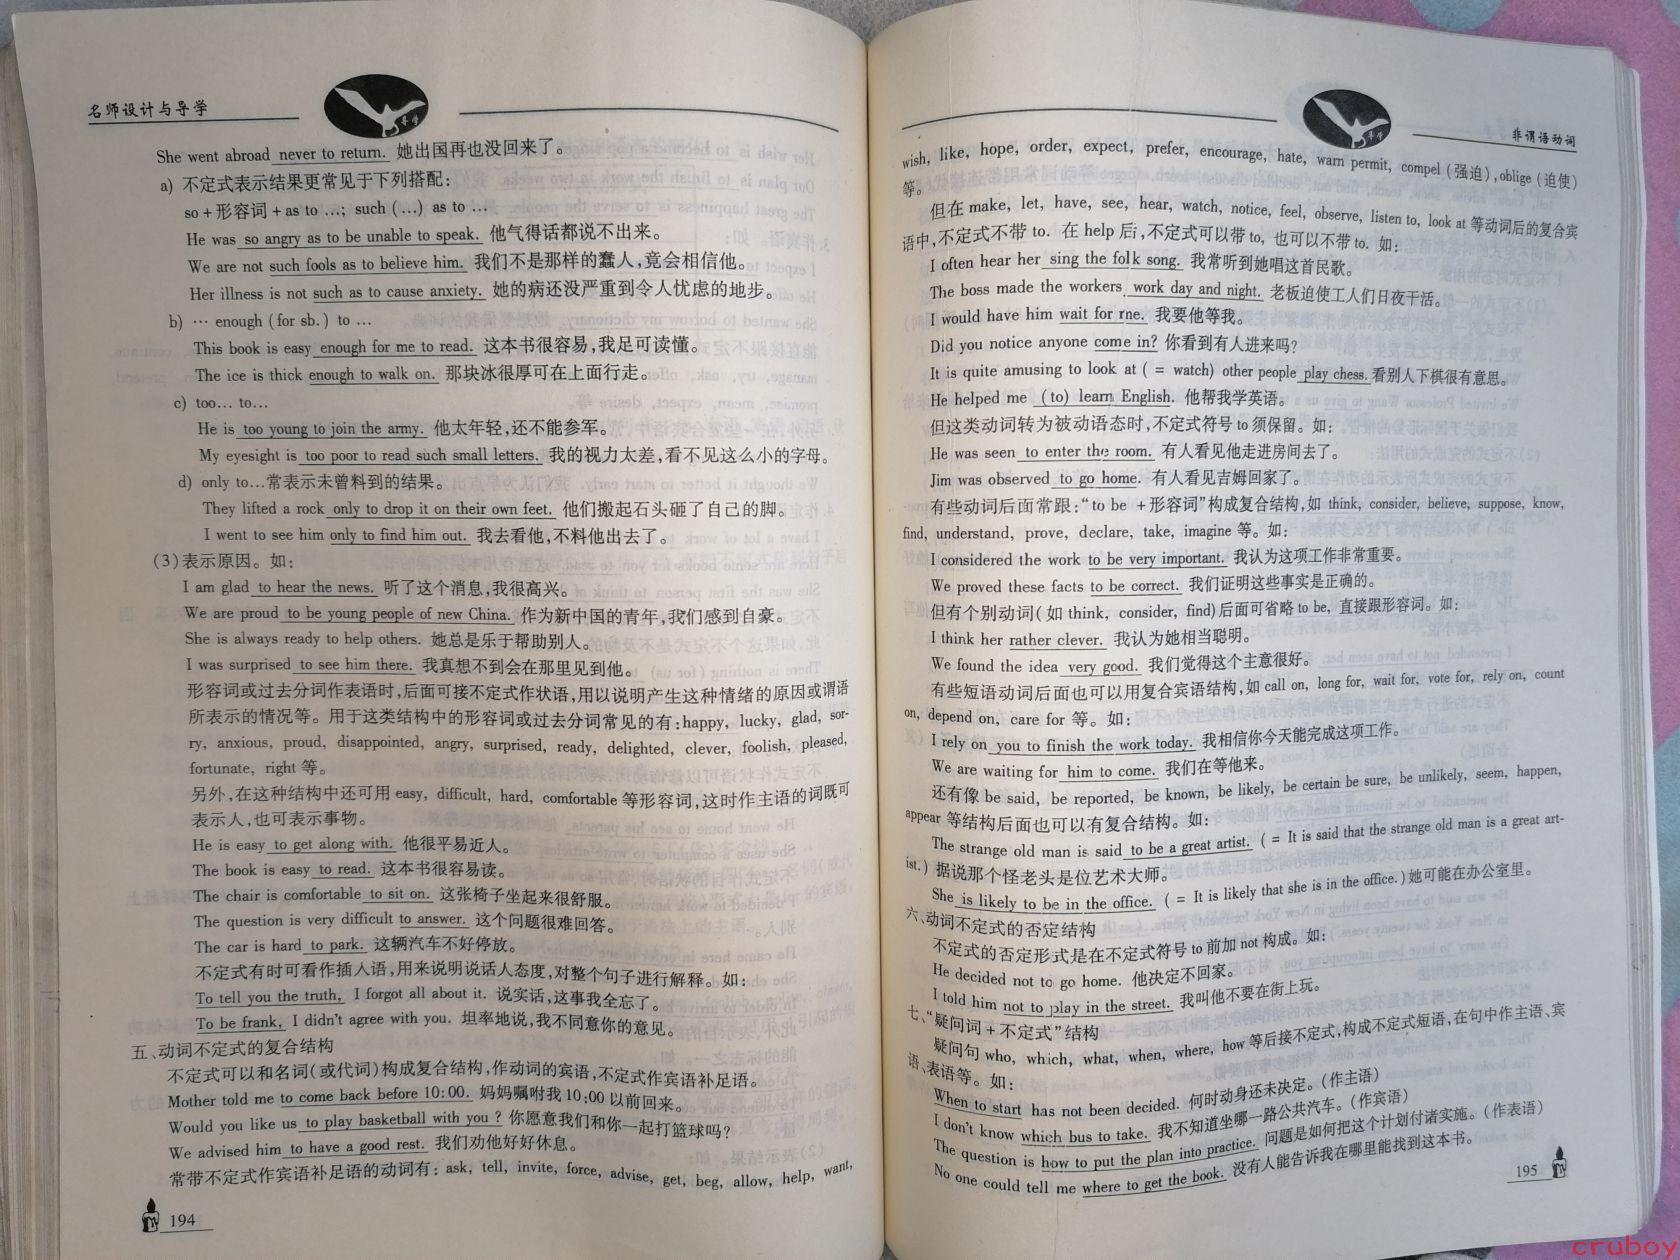 名师设计与导学
导学
She went abroad never to return. 她出国再也没回来了。
a) 不定式表示结果更常见于下列搭配:
so + 形容词 + as to …; such (…) as to …
He was so angry as to be unable to speak. 他气得话都说不出来。
We are not such fools as to believe him. 我们不是那样的蠢人,竟会相信他。
Her illness is not such as to cause anxiety. 她的病还没严重到令人忧虑的地步。
b) … enough (for sb.) to …
This book is easy enough for me to read. 这本书很容易,我足可读懂。
The ice is thick enough to walk on. 那块冰很厚可在上面行走。
c) too… to…
He is too young to join the army. 他太年轻,还不能参军。
My eyesight is too poor to read such small letters. 我的视力太差,看不见这么小的字母。
d) only to…常表示未曾料到的结果。
They lifted a rock only to drop it on their own feet. 他们搬起石头砸了自己的脚。
I went to see him only to find him out. 我去看他,不料他出去了。
(3)表示原因。如:
I am glad to hear the news. 听了这个消息,我很高兴。
We are proud to be young people of new China. 作为新中国的青年,我们感到自豪。
She is always ready to help others. 她总是乐于帮助别人。
I was surprised to see him there. 我真想不到会在那里见到他。
形容词或过去分词作表语时,后面可接不定式作状语,用以说明产生这种情绪的原因或谓语
所表示的情况等。用于这类结构中的形容词或过去分词常见的有:happy, lucky, glad, sor-
ry, anxious, proud, disappointed, angry, surprised, ready, delighted, clever, foolish, pleased,
fortunate, right 等。
另外,在这种结构中还可用 easy, difficult, hard, comfortable 等形容词,这时作主语的词既可
表示人,也可表示事物。
He is easy to get along with. 他很平易近人。
The book is easy to read. 这本书很容易读。
The chair is comfortable to sit on. 这张椅子坐起来很舒服。
The question is very difficult to answer. 这个问题很难回答。
The car is hard to park. 这辆汽车不好停放。
不定式有时可看作插入语,用来说明说话人态度,对整个句子进行解释。如:
To tell you the truth, I forgot all about it. 说实话,这事我全忘了。
To be frank, I didn't agree with you. 坦率地说,我不同意你的意见。
五、动词不定式的复合结构
不定式可以和名词(或代词)构成复合结构,作动词的宾语,不定式作宾语补足语。
Mother told me to come back before 10:00. 妈妈嘱咐我 10:00 以前回来。
Would you like us to play basketball with you ? 你愿意我们和你一起打篮球吗?
We advised him to have a good rest. 我们劝他好好休息。
常带不定式作宾语补足语的动词有: ask, tell, invite, force, advise, get, beg, allow, help, want,
194
导学
非谓语动词
wish, like, hope, order, expect, prefer, encourage, hate, warn permit, compel (强迫),oblige (迫使)
等。
但在 make, let, have, see, hear, watch, notice, feel, observe, listen to, look at 等动词后的复合宾
语中,不定式不带 to. 在 help 后,不定式可以带 to, 也可以不带 to. 如:
I often hear her sing the folk song. 我常听到她唱这首民歌。
The boss made the workers work day and night. 老板迫使工人们日夜干活。
I would have him wait for rne. 我要他等我。
Did you notice anyone come in? 你看到有人进来吗?
It is quite amusing to look at ( = watch) other people play chess. 看别人下棋很有意思。
He helped me (to) learn English. 他帮我学英语。
但这类动词转为被动语态时,不定式符号 to 须保留。如:
He was seen to enter the room. 有人看见他走进房间去了。
Jim was observed to go home. 有人看见吉姆回家了。
有些动词后面常跟:“to be + 形容词”构成复合结构,如 think, consider, believe, suppose, know,
find, understand, prove, declare, take, imagine 等。如:
I considered the work to be very important. 我认为这项工作非常重要。
We proved these facts to be correct. 我们证明这些事实是正确的。
但有个别动词(如 think, consider, find)后面可省略 to be, 直接跟形容词。如:
I think her rather clever. 我认为她相当聪明。
We found the idea very good. 我们觉得这个主意很好。
有些短语动词后面也可以用复合宾语结构,如 call on, long for, wait for, vote for, rely on, count
on, depend on, care for 等。如:
I rely on you to finish the work today. 我相信你今天能完成这项工作。
We are waiting for him to come. 我们在等他来。
还有像 be said, be reported, be known, be likely, be certain be sure, be unlikely, seem, happen,
appear 等结构后面也可以有复合结构。如:
The strange old man is said to be a great artist. ( = It is said that the strange old man is a great art-
ist.) 据说那个怪老头是位艺术大师。
She is likely to be in the office. ( = It is likely that she is in the office.)她可能在办公室里。
六、动词不定式的否定结构
不定式的否定形式是在不定式符号 to 前加 not 构成。如:
He decided not to go home. 他决定不回家。
I told him not to play in the street. 我叫他不要在街上玩。
七、“疑问词 + 不定式”结构
疑问句 who, which, what, when, where, how 等后接不定式,构成不定式短语,在句中作主语、宾
语、表语等。如:
When to start has not been decided. 何时动身还未决定。(作主语)
I don't know which bus to take. 我不知道坐哪一路公共汽车。(作宾语)
The question is how to put the plan into practice. 问题是如何把这个计划付诸实施。(作表语)
No one could tell me where to get the book. 没有人能告诉我在哪里能找到这本书。
195
cruboy